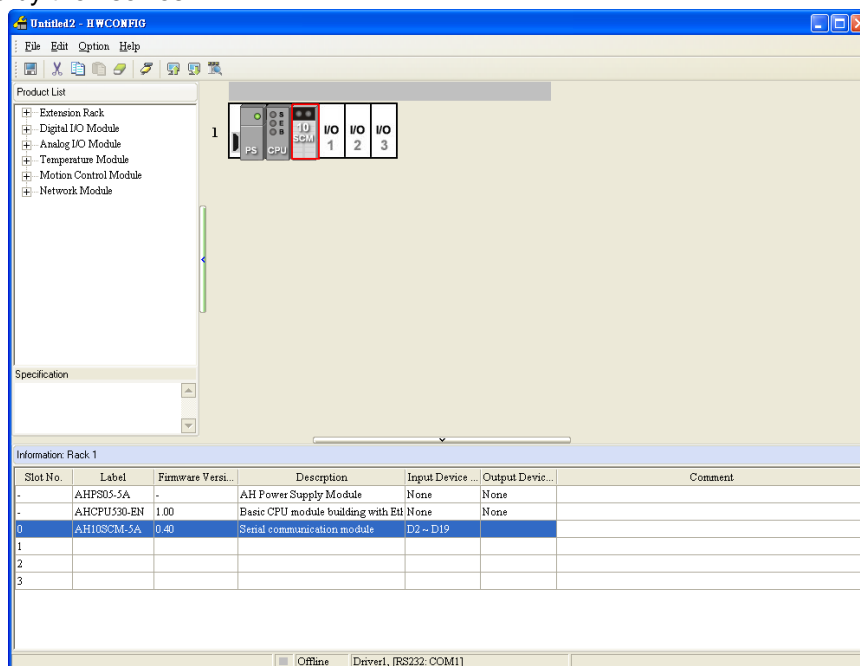 Untitled2 - HWCONFIG
File Edit Option Help
Product List
Extension Rack
Digital I/O Module
Analog I/O Module
Temperature Module
Motion Control Module
Network Module
1
PS
S
E
B
CPU
10
SCM
I/O
1
I/O
2
I/O
3
Specification
Information: Rack 1
Slot No. Label Firmware Versi... Descrption Input Device ... Output Devic... Comment
- AHPS05-5A - AH Power Supply Module None None
- AHCPU530-EN 1.00 Basic CPU module building with Eth None None
0 AH10SCM-5A 0.40 Serial communication module D2 ~ D19
1
2
3
Offline Driver1, [RS232: COM1]